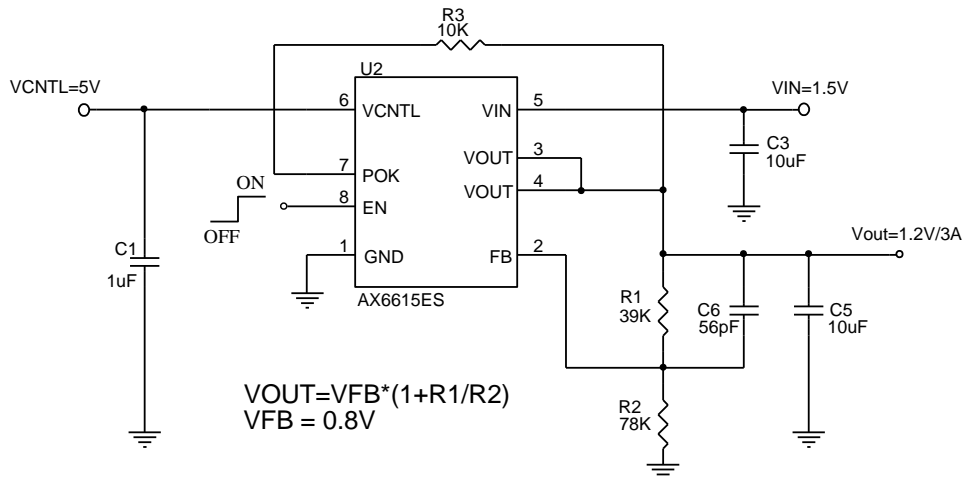 R3
10K
U2
VCNTL=5V
VIN=1.5V
6
VCNTL
VIN
5
C3
10uF
VOUT
3
7
POK
VOUT
4
ON
OFF
8
EN
Vout=1.2V/3A
C1
1uF
1
GND
FB
2
AX6615ES
R1
39K
C6
56pF
C5
10uF
VOUT=VFB*(1+R1/R2)
VFB = 0.8V
R2
78K